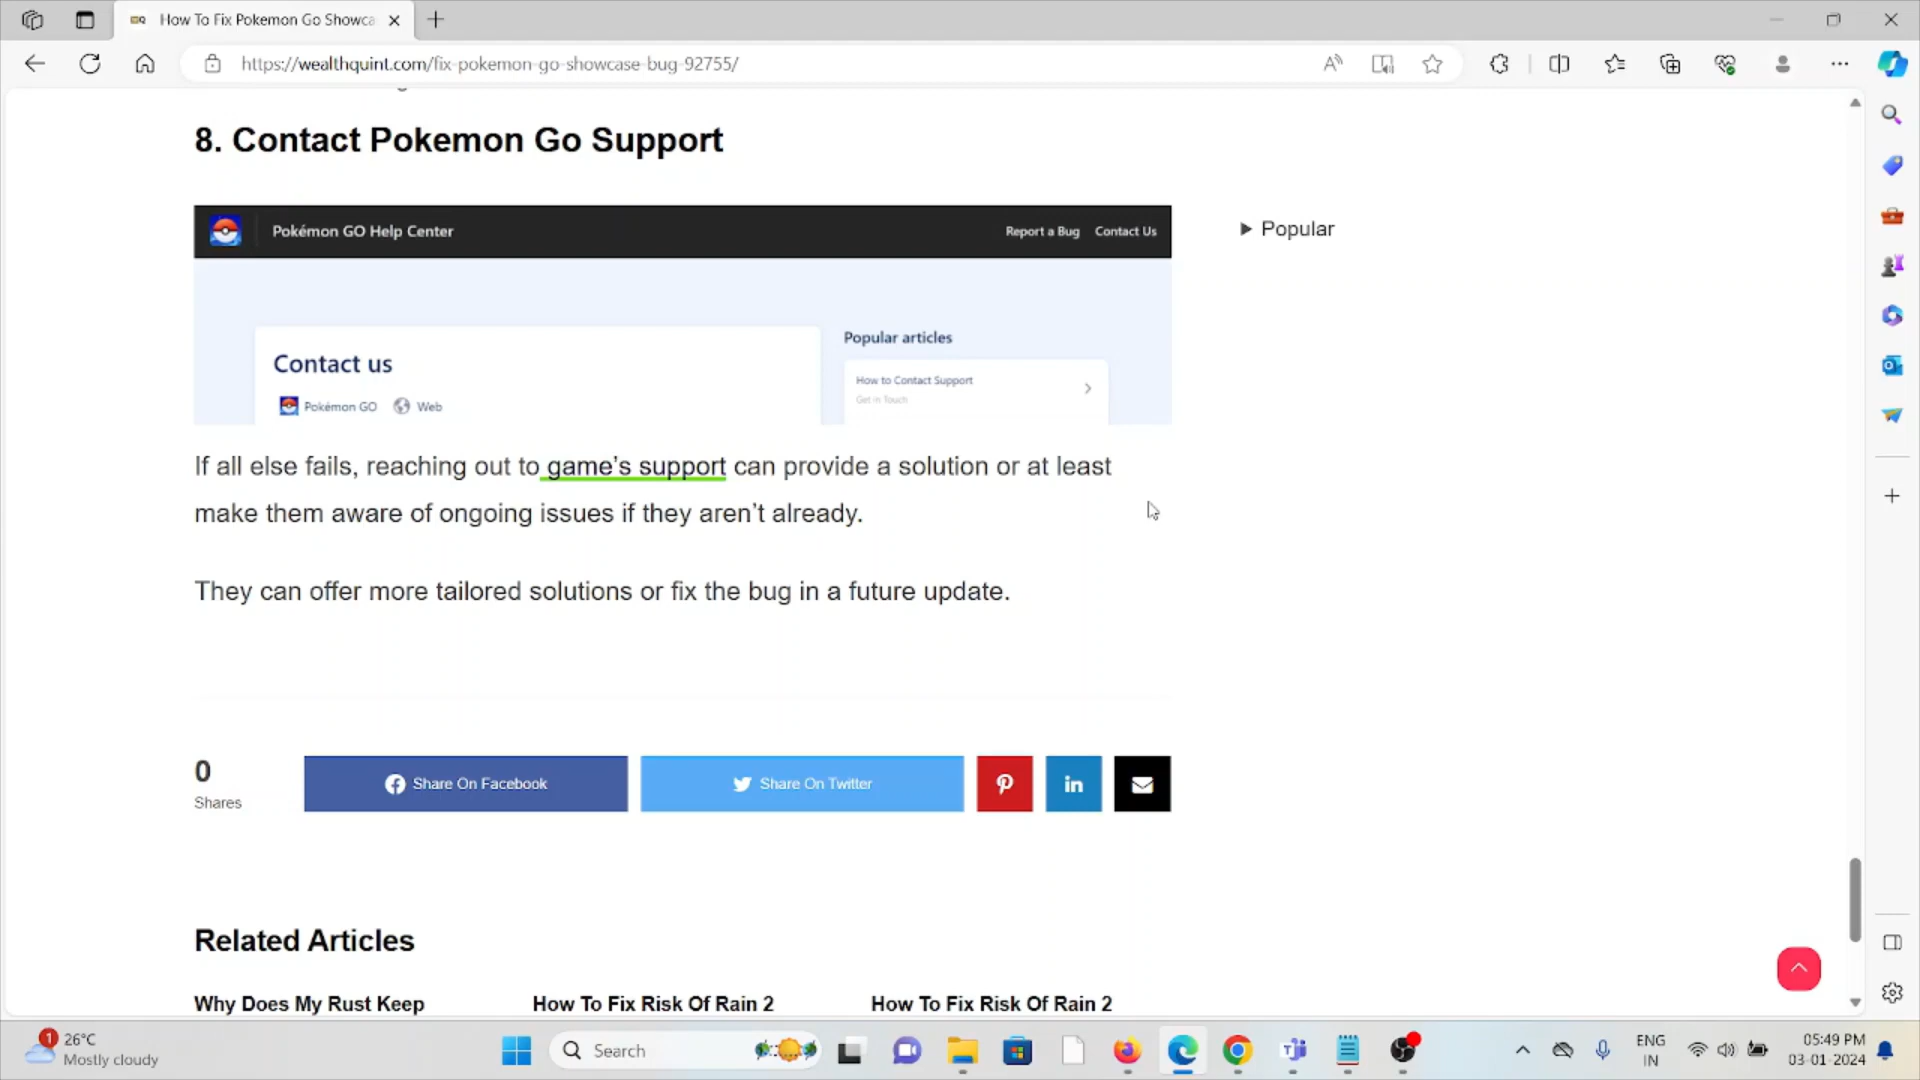 How To Fix Pokemon Go Showca
https://wealthquint.com/fix-pokemon-go-showcase-bug-92755/
8. Contact Pokemon Go Support
Pokémon GO Help Center
Report a Bug Contact Us
Popular
Contact us
Pokémon GO Web
Popular articles
How to Contact Support
Get in Touch
If all else fails, reaching out to game's support can provide a solution or at least
make them aware of ongoing issues if they aren't already.
They can offer more tailored solutions or fix the bug in a future update.
0
Shares
Share On Facebook
Share On Twitter
Related Articles
Why Does My Rust Keep
How To Fix Risk Of Rain 2
How To Fix Risk Of Rain 2
1
26°C
Mostly cloudy
Search
ENG
IN
05:49 PM
03-01-2024